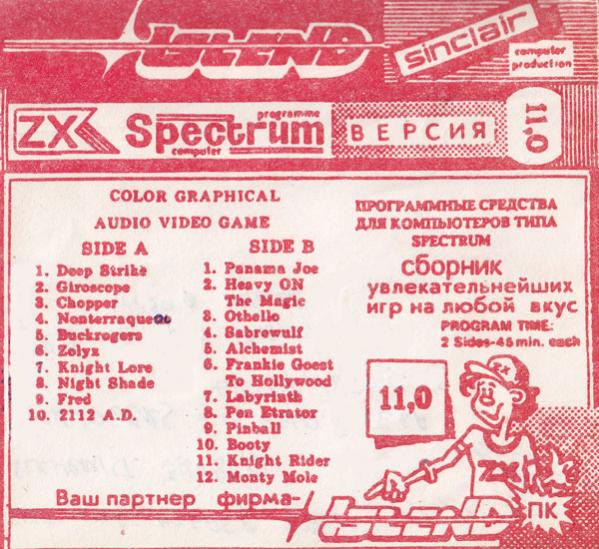 ISLEND
sinclair
computer
production
ZX Spectrum
programme
computer
ВЕРСИЯ
11,0
COLOR GRAPHICAL
AUDIO VIDEO GAME
SIDE A
1. Deep Strike
2. Giroscope
3. Chopper
4. Nonterraqueo
5. Buckrogers
6. Zolyx
7. Knight Lore
8. Night Shade
9. Fred
10. 2112 A.D.
SIDE B
1. Panama Joe
2. Heavy ON
The Magic
3. Othello
4. Sabrewulf
5. Alchemist
6. Frankie Goest
To Hollywood
7. Labyrath
8. Pen Etrator
9. Pinball
10. Booty
11. Knight Rider
12. Monty Mole
ПРОГРАММНЫЕ СРЕДСТВА
ДЛЯ КОМПЬЮТЕРОВ ТИПА
SPECTRUM
сборник
увлекательнейших
игр на любой вкус
PROGRAM TIME:
2 Sides-45 min. each
11,0
ZX
ZX
ПК
Ваш партнер фирма-
ISLEND